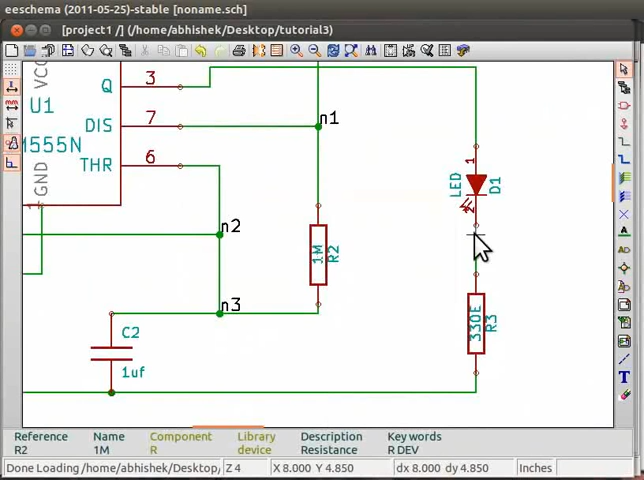 eeschema (2011-05-25)-stable [noname.sch]
[project1 ] (/home/abhishek/Desktop/tutorial3)
VCC
Q
3
U1
DIS
7
n1
M555N
THR
6
GND
1
n2
1M
R2
n3
C2
1uf
1
LED
D1
2
330E
R3
T
Reference Name Component Library Description Key words
R2 1M R device Resistance R DEV
Done Loading /home/abhishek/Desktop/ Z 4 X 8.000 Y 4.850 dx 8.000 dy 4.850 Inches